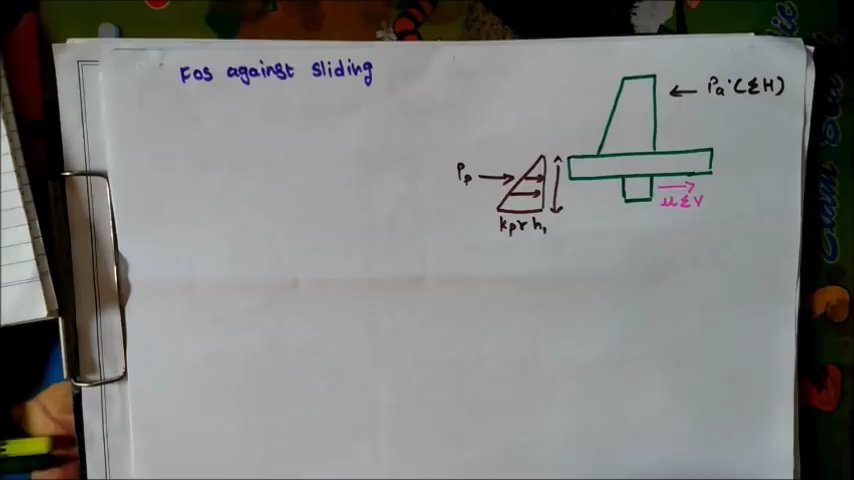 Fos against sliding
Pa (ΣH)
Pp
μΣV
kpγh1